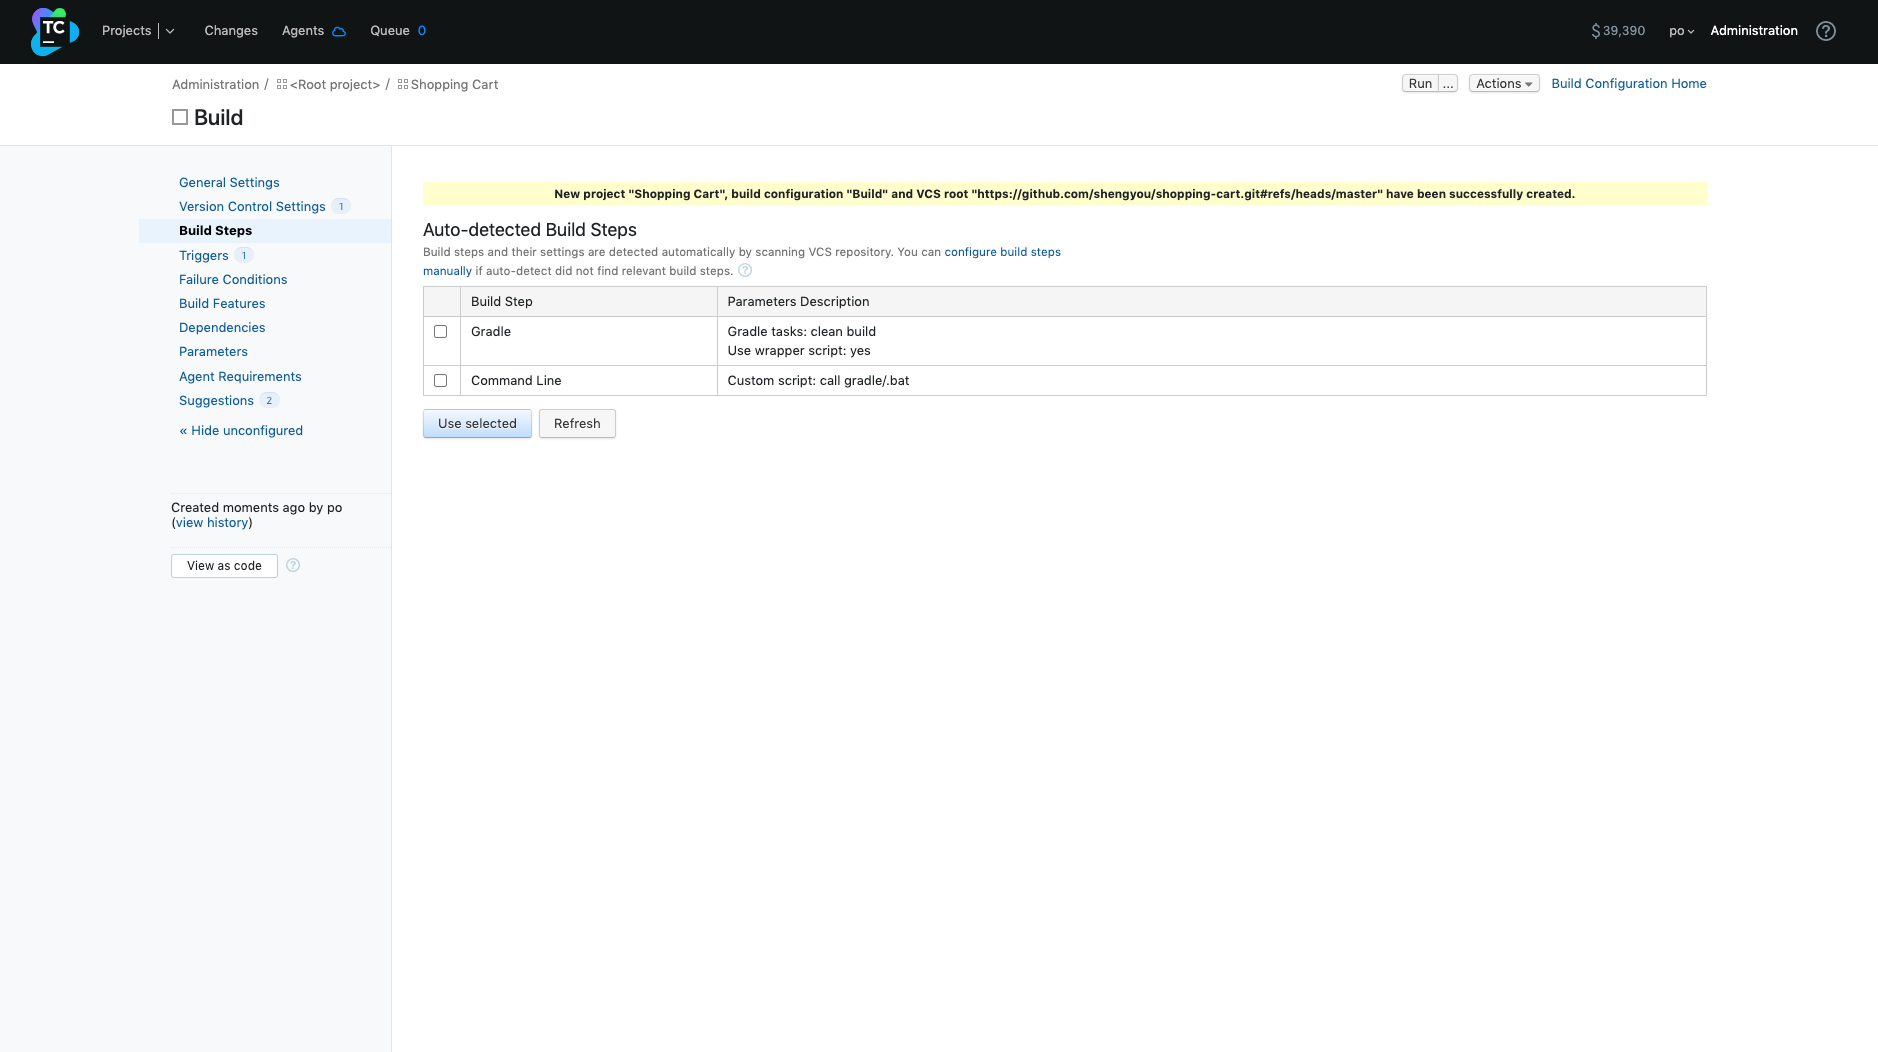 TC
Projects
Changes
Agents
Queue 0
$39,390
po
Administration
Administration / <Root project> / Shopping Cart
Run ...
Actions
Build Configuration Home
Build
General Settings
Version Control Settings 1
Build Steps
Triggers 1
Failure Conditions
Build Features
Dependencies
Parameters
Agent Requirements
Suggestions 2
« Hide unconfigured
Created moments ago by po
(view history)
View as code ?
New project "Shopping Cart", build configuration "Build" and VCS root "https://github.com/shengyou/shopping-cart.git#refs/heads/master" have been successfully created.
Auto-detected Build Steps
Build steps and their settings are detected automatically by scanning VCS repository. You can configure build steps
manually if auto-detect did not find relevant build steps. ?
Build Step Parameters Description
Gradle Gradle tasks: clean build
Use wrapper script: yes
Command Line Custom script: call gradle/.bat
Use selected Refresh